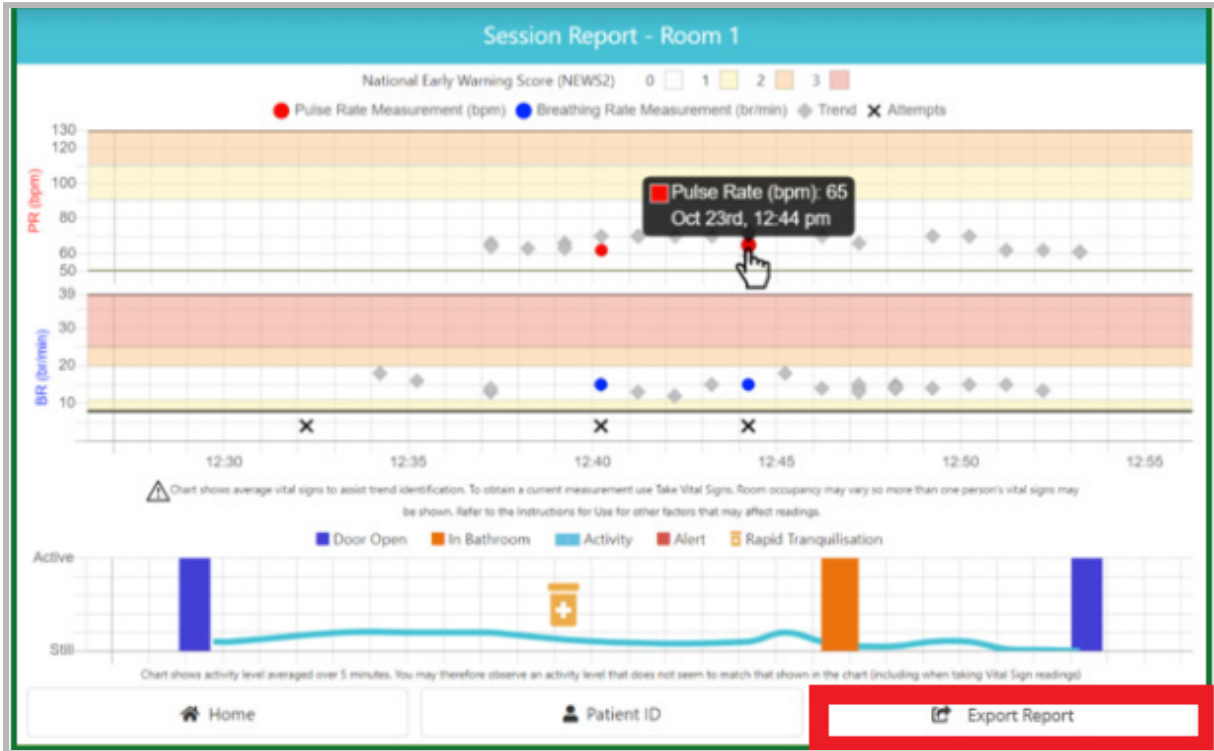 Session Report - Room 1
National Early Warning Score (NEWS2) 0 1 2 3
Pulse Rate Measurement (bpm) Breathing Rate Measurement (br/min) Trend Attempts
130
120
100
80
60
50
PR (bpm)
Pulse Rate (bpm): 65
Oct 23rd, 12:44 pm
39
30
20
10
BR (br/min)
12:30 12:35 12:40 12:45 12:50 12:55
Chart shows average vital signs to assist trend identification. To obtain a current measurement use Take Vital Signs. Room occupancy may vary so more than one person's vital signs may
be shown. Refer to the Instructions for Use for other factors that may affect readings.
Door Open In Bathroom Activity Alert Rapid Tranquilisation
Active
Still
Chart shows activity level averaged over 5 minutes. You may therefore observe an activity level that does not seem to match that shown in the chart (including when taking Vital Sign readings)
Home Patient ID Export Report